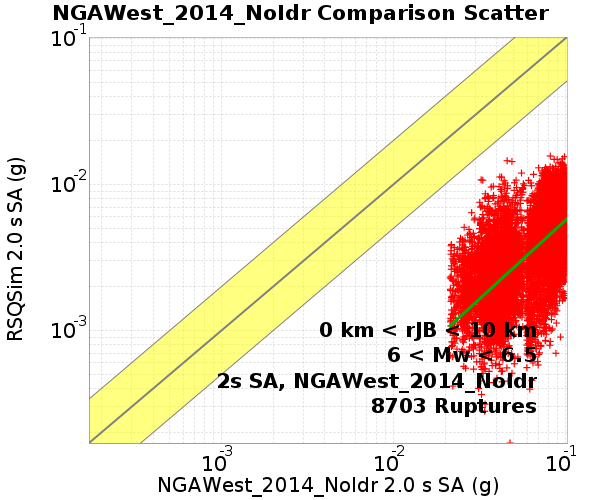 NGAWest_2014_NoIdr Comparison Scatter
10-1
10-2
10-3
RSQSim 2.0 s SA (g)
0 km < rJB < 10 km
6 < Mw < 6.5
2s SA, NGAWest_2014_NoIdr
8703 Ruptures
10-3 10-2 10-1
NGAWest_2014_NoIdr 2.0 s SA (g)